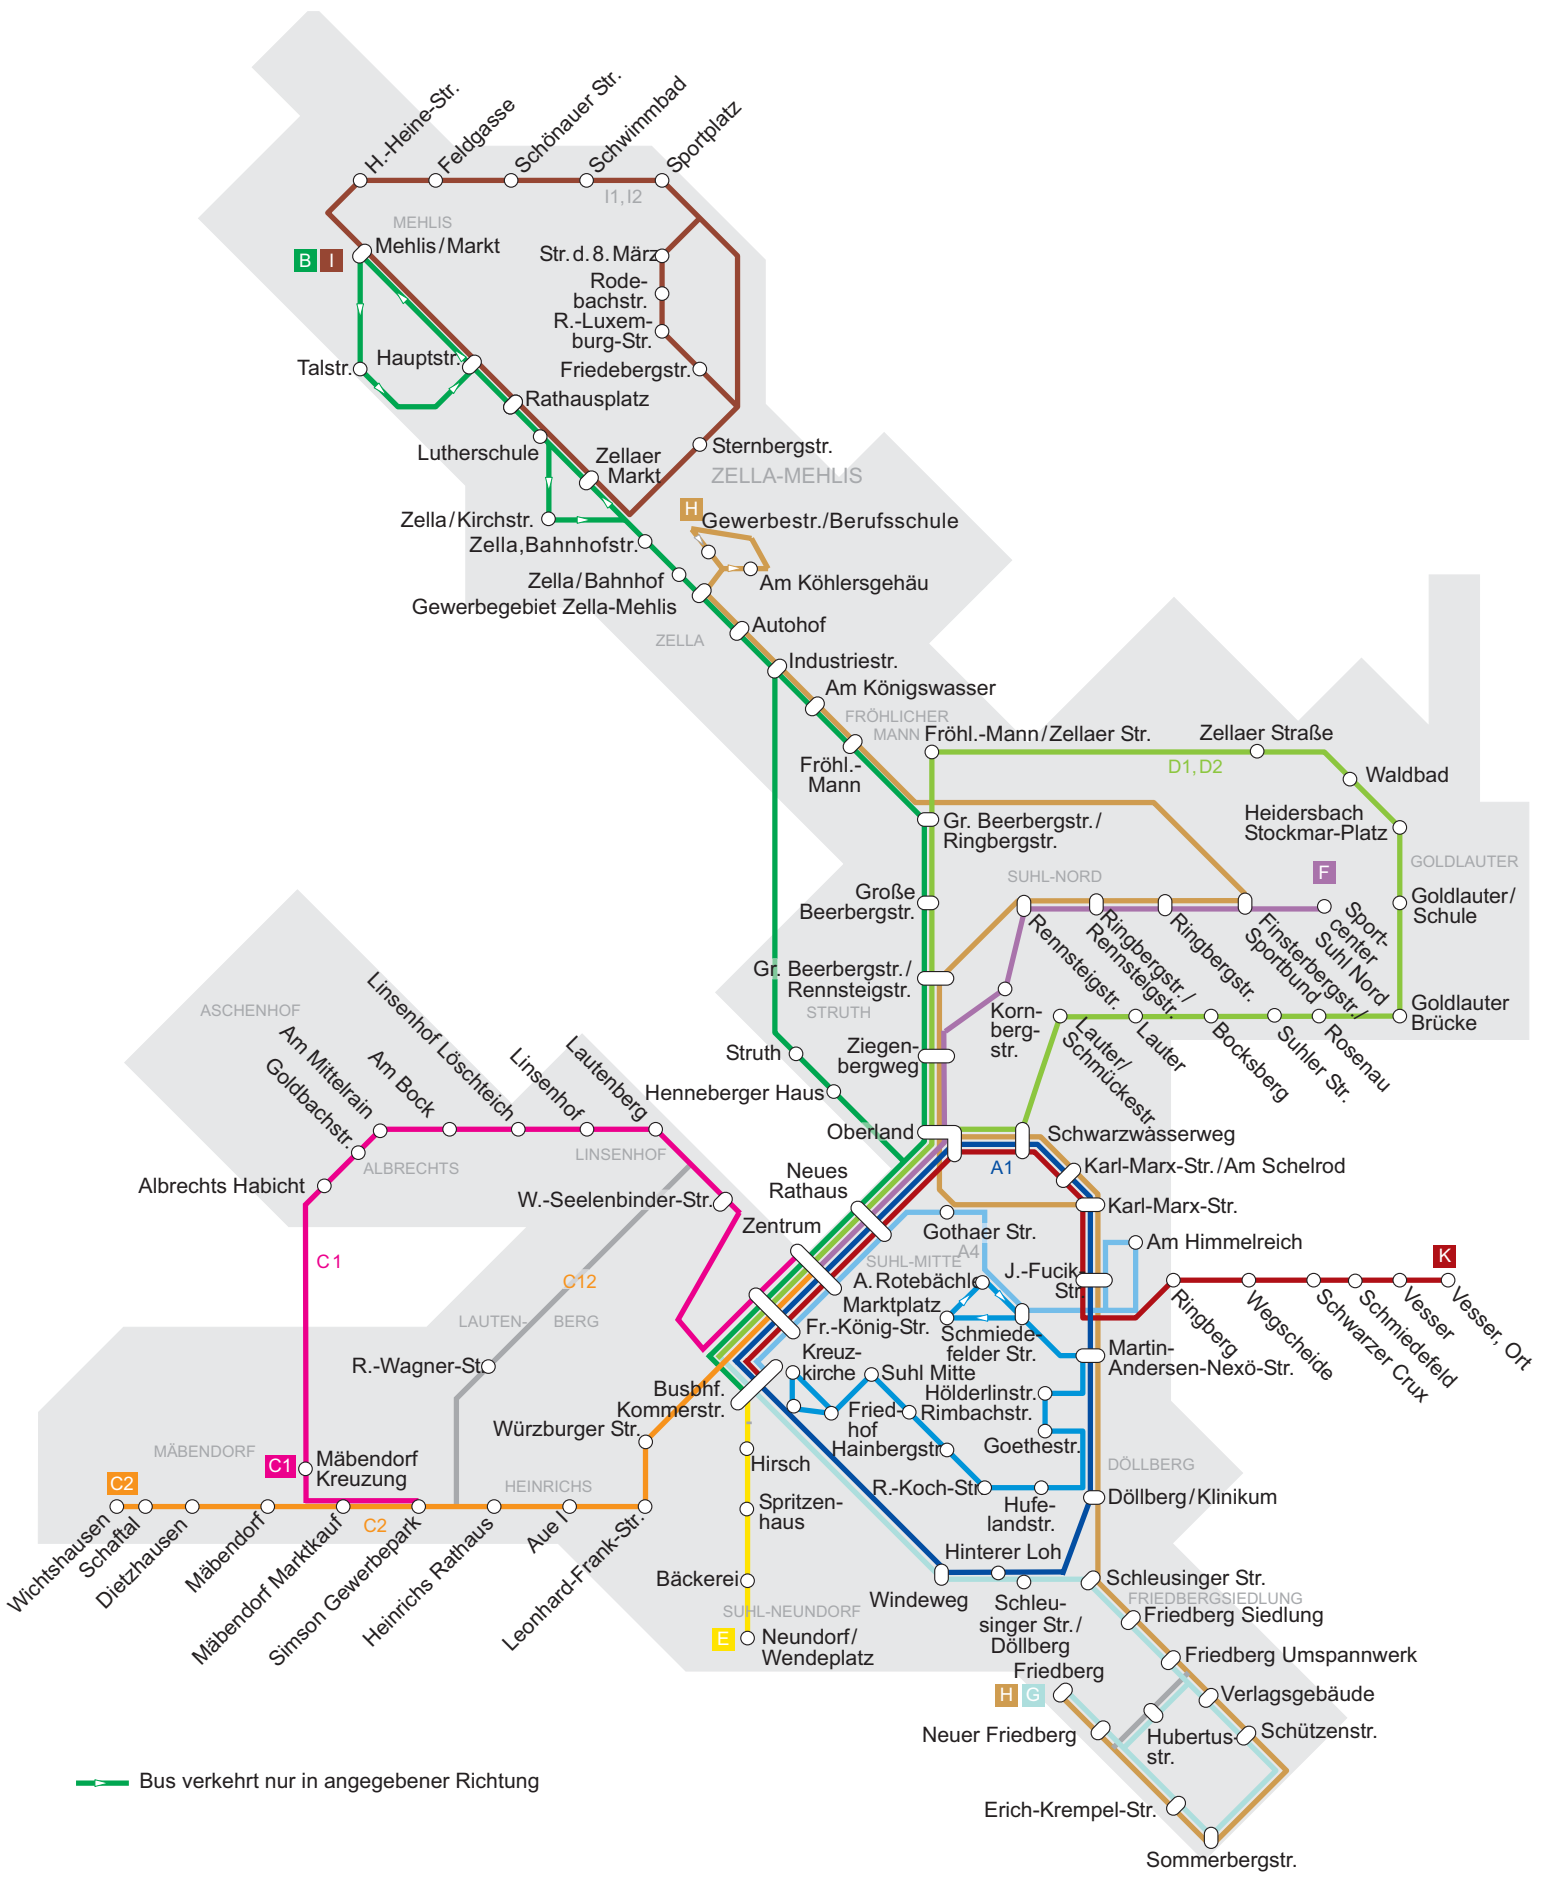 H.-Heine-Str.
Feldgasse
Schönauer Str.
Schwimmbad
Sportplatz
I1, I2
MEHLIS
B
I
Mehlis/Markt
Str. d. 8. März
Rode-
bachstr.
R.-Luxem-
burg-Str.
Friedebergstr.
Talstr.
Hauptstr.
Rathausplatz
Lutherschule
Zellaer
Markt
Sternbergstr.
ZELLA-MEHLIS
H
Zella/Kirchstr.
Gewerbestr./Berufsschule
Zella,Bahnhofstr.
Zella/Bahnhof
Am Köhlersgehäu
Gewerbegebiet Zella-Mehlis
Autohof
ZELLA
Industriestr.
Am Königswasser
FRÖHLICHER
MANN
Fröhl.-
Mann
Fröhl.-Mann/Zellaer Str.
Zellaer Straße
D1, D2
Waldbad
Heidersbach
Stockmar-Platz
Gr. Beerbergstr./
Ringbergstr.
GOLDLAUTER
SUHL-NORD
F
Große
Beerbergstr.
Goldlauter/
Schule
Rennsteigstr.
Ringbergstr./
Rennsteigstr.
Ringbergstr.
Finsterbergstr./
Sportbund
Sport-
center
Suhl Nord
Gr. Beerbergstr./
Rennsteigstr.
STRUTH
Korn-
berg-
str.
Goldlauter
Brücke
Lauter/
Schmückestr.
Lauter
Bocksberg
Suhler Str.
Rosenau
Ziegen-
bergweg
Struth
Henneberger Haus
ASCHENHOF
Goldbachstr.
Am Mittelrain
Am Bock
Linsenhof Löschteich
Linsenhof
Lautenberg
Oberland
Schwarzwasserweg
A1
Karl-Marx-Str./Am Schelrod
ALBRECHTS
LINSENHOF
Albrechts Habicht
Neues
Rathaus
W.-Seelenbinder-Str.
Karl-Marx-Str.
Zentrum
Gothaer Str.
A4
Am Himmelreich
C1
C12
SUHL-MITTE
A. Rotebächle
J.-Fucik-
Str.
K
Marktplatz
Fr.-König-Str.
Schmiede-
felder Str.
Ringberg
Wegscheide
Schwarzer Crux
Schmiedefeld
Vesser
Vesser, Ort
LAUTEN-
BERG
R.-Wagner-Str.
Kreuz-
kirche
Suhl Mitte
Martin-
Andersen-Nexö-Str.
Busbhf.
Kommerstr.
Hölderlinstr.
Rimbachstr.
Fried-
hof
Würzburger Str.
Hainbergstr.
Goethestr.
MÄBENDORF
C1
Mäbendorf
Kreuzung
Hirsch
DÖLLBERG
C2
HEINRICHS
R.-Koch-Str.
Hufe-
landstr.
Döllberg/Klinikum
Spritzen-
haus
C2
Wichtshausen
Schaftal
Dietzhausen
Mäbendorf
Mäbendorf Marktkauf
Simson Gewerbepark
Heinrichs Rathaus
Aue I
Leonhard-Frank-Str.
Hinterer Loh
Bäckerei
Windeweg
Schleusinger Str.
SUHL-NEUNDORF
Schleu-
singer Str./
Döllberg
FRIEDBERGSIEDLUNG
Friedberg Siedlung
E
Neundorf/
Wendeplatz
Friedberg Umspannwerk
Friedberg
H
G
Verlagsgebäude
Neuer Friedberg
Hubertus-
str.
Schützenstr.
Bus verkehrt nur in angegebener Richtung
Erich-Krempel-Str.
Sommerbergstr.